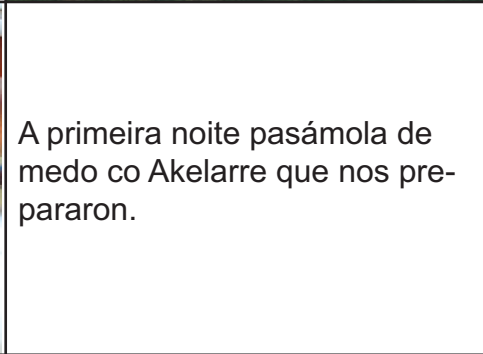 A primeira noite pasámola de
medo co Akelarre que nos pre-
pararon.